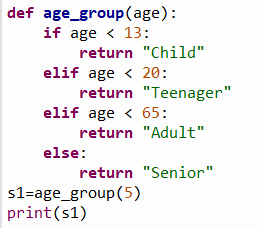 def age_group(age):
    if age < 13:
        return "Child"
    elif age < 20:
        return "Teenager"
    elif age < 65:
        return "Adult"
    else:
        return "Senior"
s1=age_group(5)
print(s1)